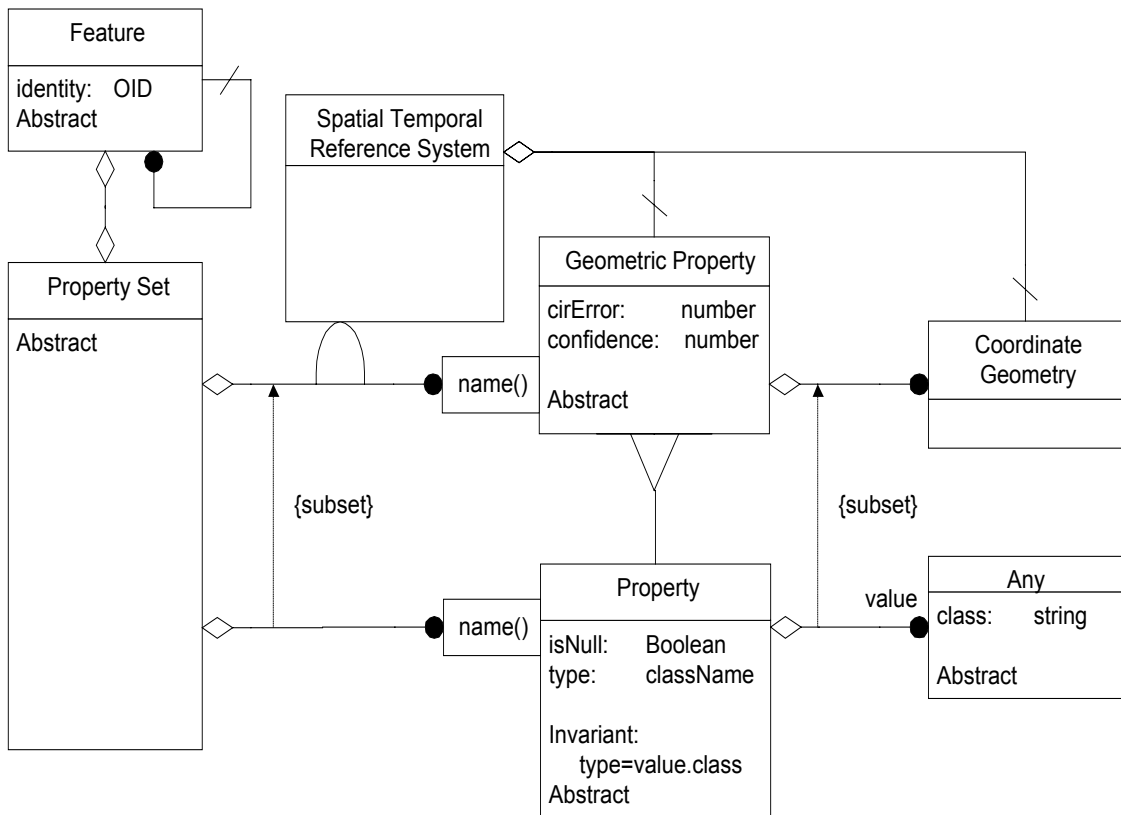 Feature
identity: OID
Abstract
Spatial Temporal
Reference System
Property Set
Abstract
Geometric Property
cirError: number
confidence: number
Abstract
name()
Coordinate
Geometry
{subset}
{subset}
Property
isNull: Boolean
type: className
Invariant:
type=value.class
Abstract
name()
value
Any
class: string
Abstract